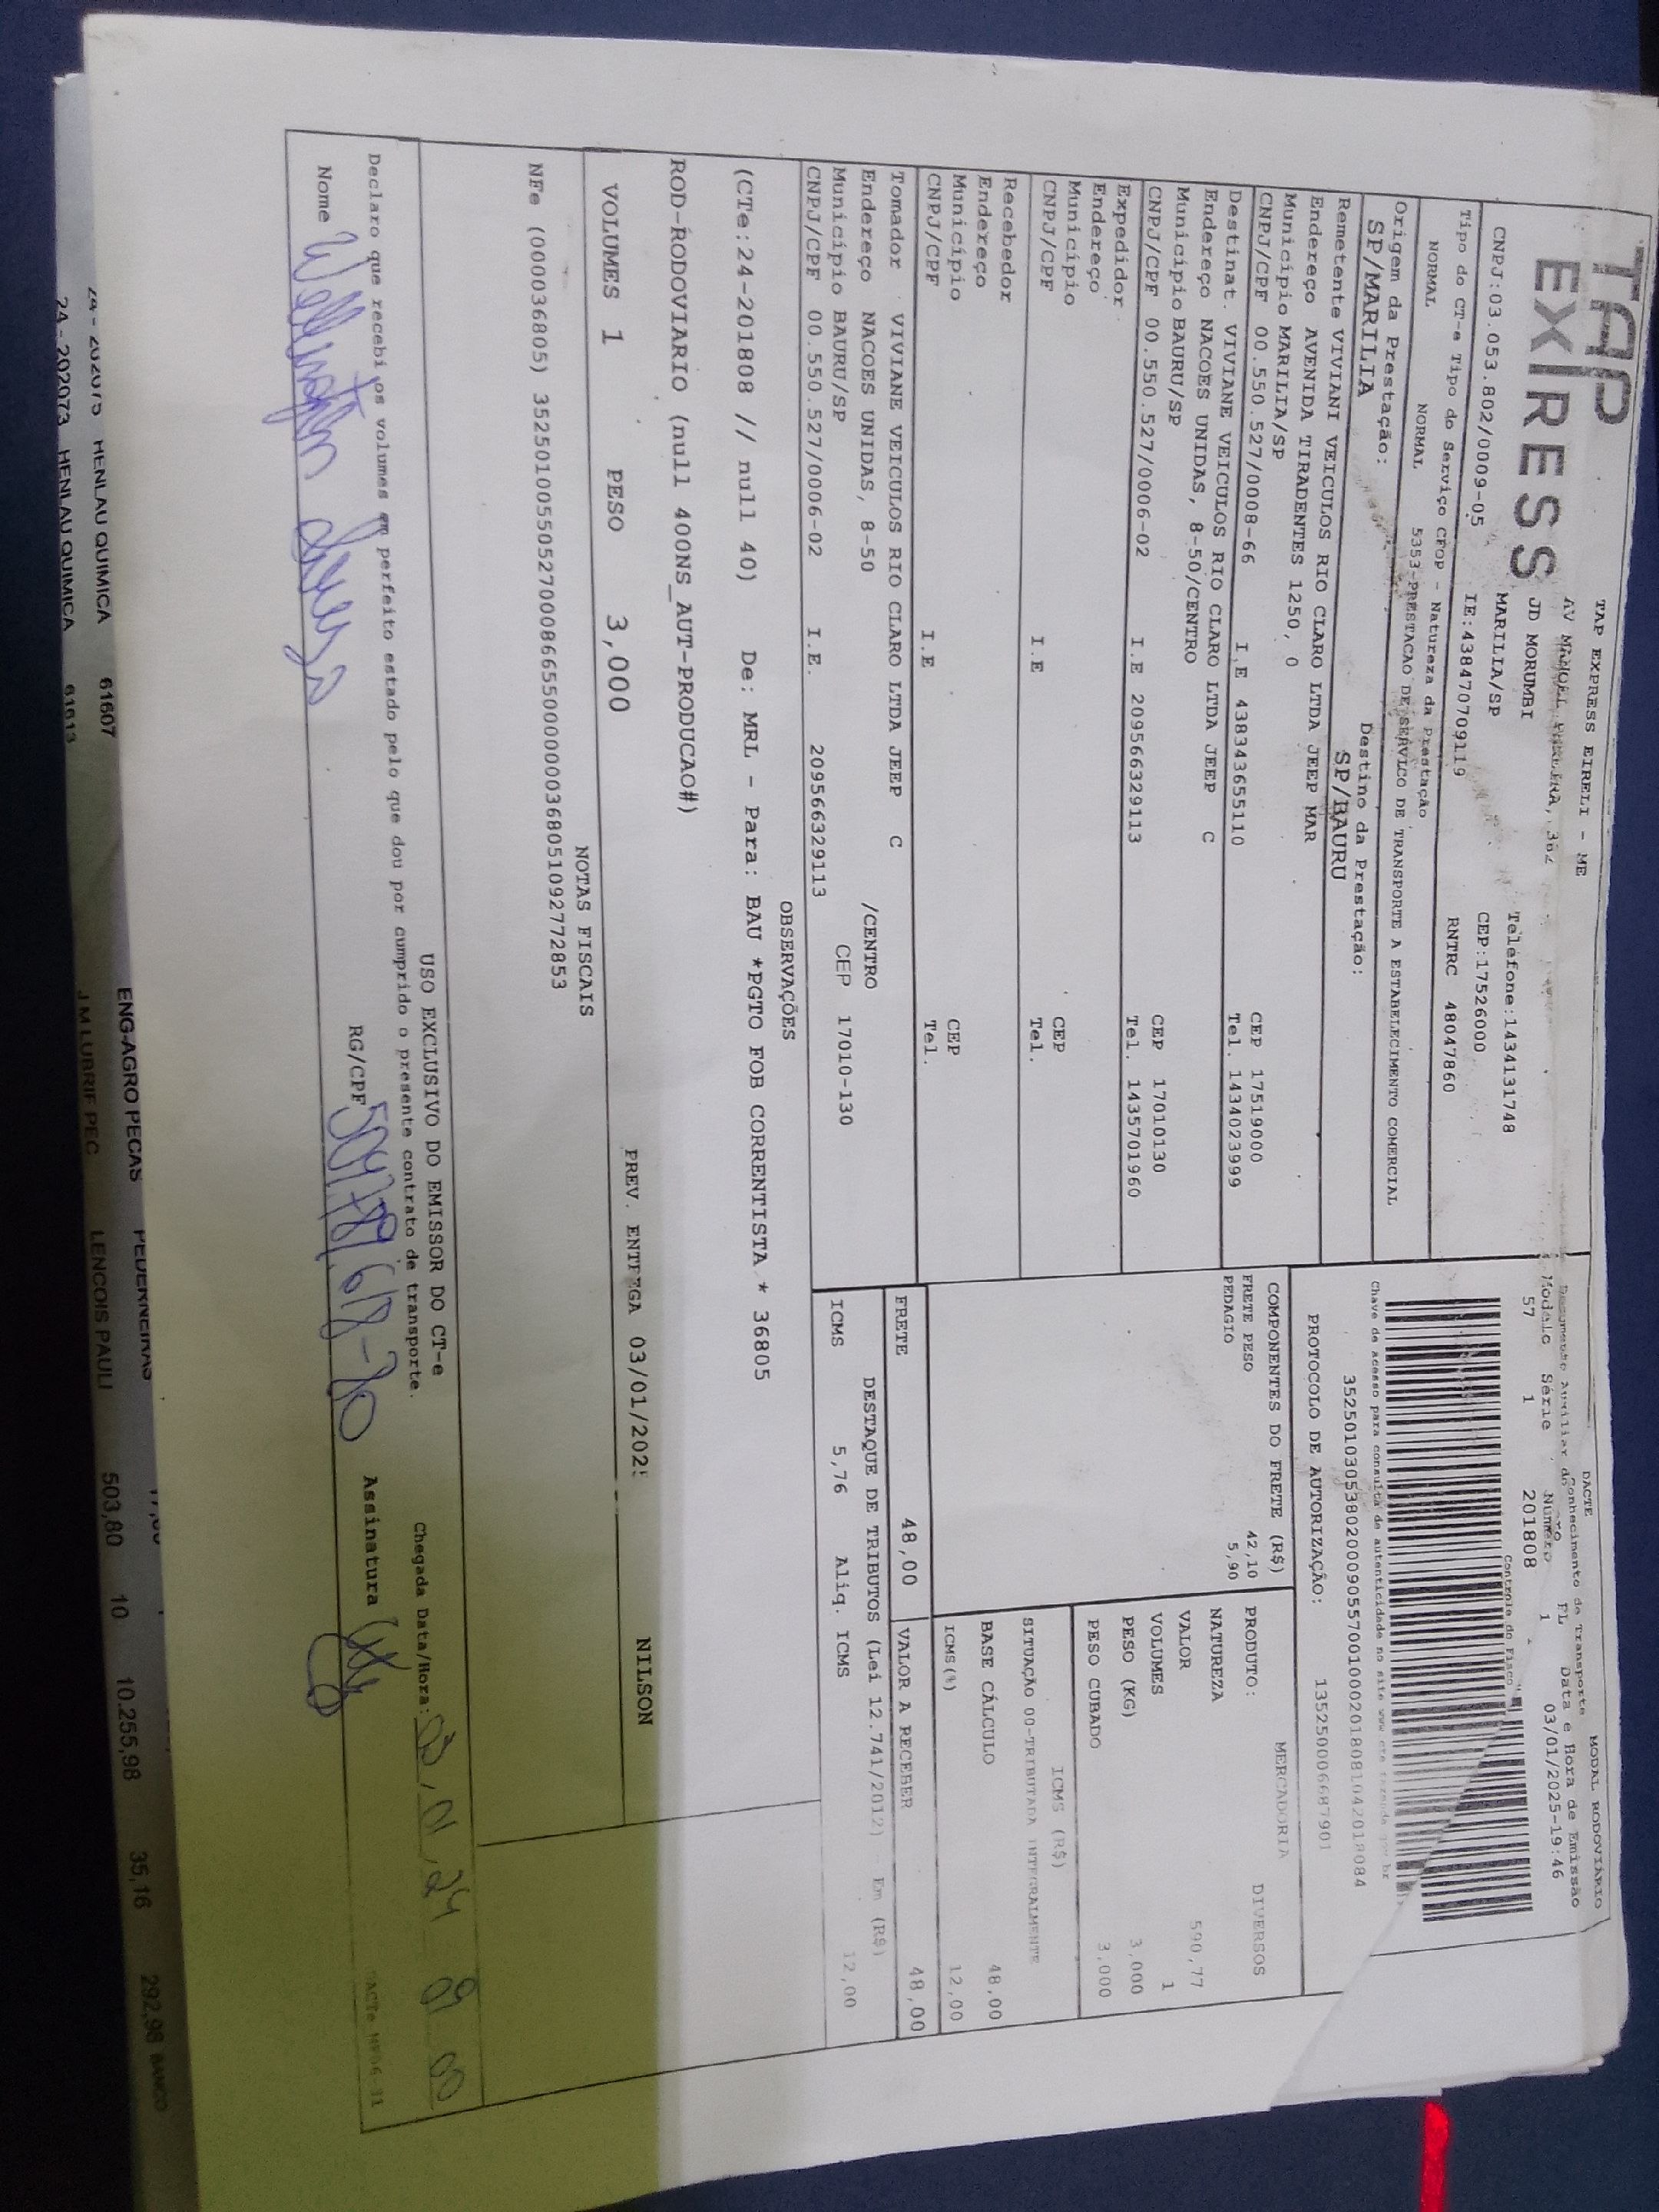 TAP
EXPRESS
TAP EXPRESS EIRELI - ME
JD MORUMBI
Telefone:1434131748
CNPJ:03.053.802/0009-05
MARILIA/SP
CEP:17526000
IE:438470709119
RNTRC 48047860
Tipo do CT-e Tipo do Serviço CFOP - Natureza da Prestação
NORMAL NORMAL 5353-PRESTACAO DE SERVICO DE TRANSPORTE A ESTABELECIMENTO COMERCIAL
Origem da Prestação: Destino da Prestação:
SP/MARILIA SP/BAURU
Remetente VIVIANI VEICULOS RIO CLARO LTDA JEEP MAR
Endereço AVENIDA TIRADENTES 1250, 0
Município MARILIA/SP CEP 17519000
CNPJ/CPF 00.550.527/0008-66 I.E 438343655110 Tel. 1434023999
Destinat. VIVIANE VEICULOS RIO CLARO LTDA JEEP C
Endereço NACOES UNIDAS, 8-50/CENTRO
Município BAURU/SP CEP 17010130
CNPJ/CPF 00.550.527/0006-02 I.E 209566329113 Tel. 1435701960
Expedidor
Endereço
Município CEP
CNPJ/CPF I.E Tel.
Recebedor
Endereço
Município CEP
CNPJ/CPF I.E Tel.
Tomador VIVIANE VEICULOS RIO CLARO LTDA JEEP C
Endereço NACOES UNIDAS, 8-50 /CENTRO
Município BAURU/SP CEP 17010-130
CNPJ/CPF 00.550.527/0006-02 I.E. 209566329113
DACTE MODAL RODOVIÁRIO
Documento Auxiliar do Conhecimento de Transporte
Modelo Série Número FL Data e Hora de Emissão
57 1 201808 1 03/01/2025-19:46
Controle do Fisco
Chave de acesso para consulta de autenticidade no site www
PROTOCOLO DE AUTORIZAÇÃO:
COMPONENTES DO FRETE (R$)
FRETE PESO 42,10
PEDAGIO 5,90
MERCADORIA
PRODUTO: DIVERSOS
NATUREZA
VALOR 590,77
VOLUMES 1
PESO (KG) 3,000
PESO CUBADO 3,000
ICMS (R$)
SITUAÇÃO 00-TRIBUTADA INTEGRALMENTE
BASE CÁLCULO 48,00
ICMS(%) 12,00
FRETE 48,00 VALOR A RECEBER 48,00
DESTAQUE DE TRIBUTOS (Lei 12.741/2012) Em (R$)
ICMS 5,76 Aliq. ICMS 12,00
OBSERVAÇÕES
(CTe:24-201808 // null 40) De: MRL - Para: BAU *PGTO FOB CORRENTISTA * 36805
ROD-RODOVIARIO (null 400NS_AUT-PRODUCAO#)
VOLUMES 1 PESO 3,000 PREV. ENTREGA 03/01/2025 NILSON
NOTAS FISCAIS
NFe (000036805) 35250100550527000866550000000368051092772853
USO EXCLUSIVO DO EMISSOR DO CT-e
Declaro que recebi os volumes em perfeito estado pelo que dou por cumprido o presente contrato de transporte.
Chegada Data/Hora:
Nome RG/CPF Assinatura
24 - 202073 HENLAU QUIMICA 61607
24 - 202073 HENLAU QUIMICA 61613
ENG-AGRO PECAS PEDERNEIRAS
J M LUBRIF PEC LENCOIS PAULI 503,80 10 10.255,98 35,16 292,98